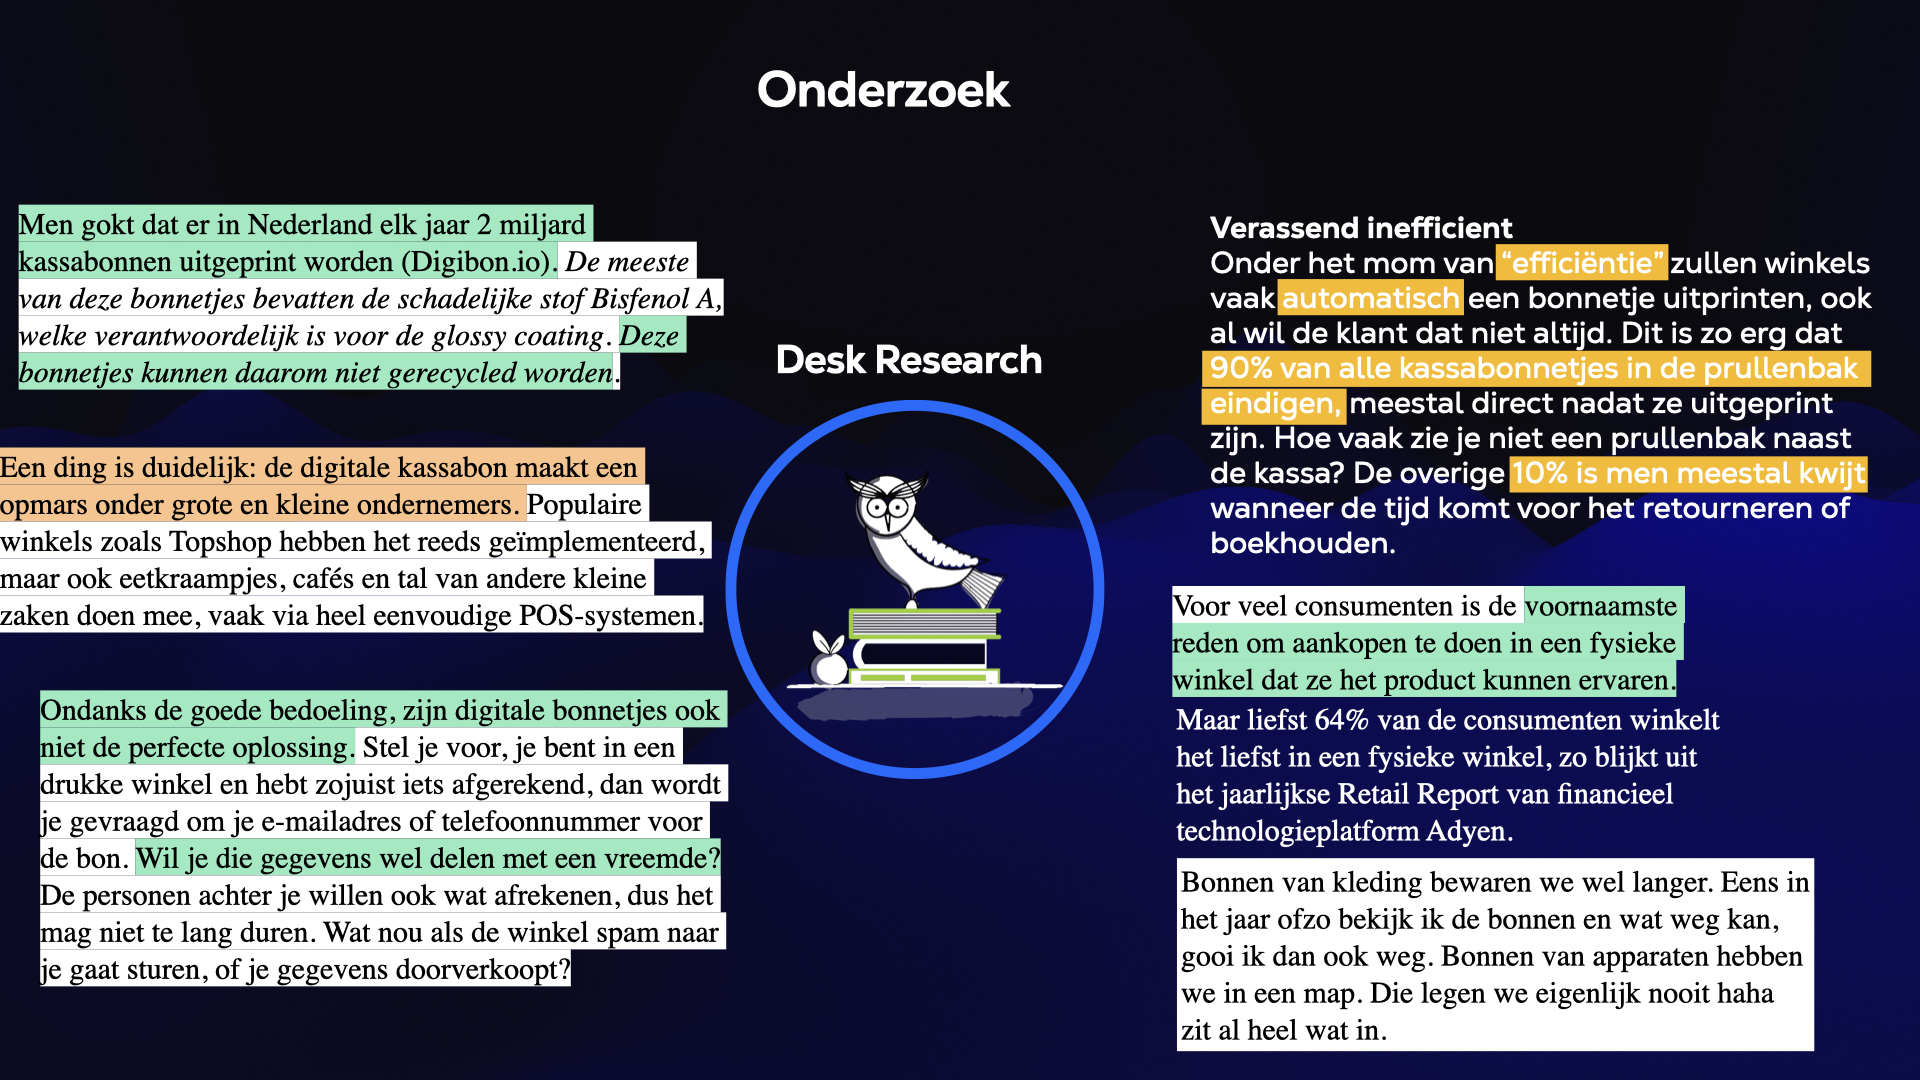 Onderzoek
Men gokt dat er in Nederland elk jaar 2 miljard
kassabonnen uitgeprint worden (Digibon.io). De meeste
van deze bonnetjes bevatten de schadelijke stof Bisfenol A,
welke verantwoordelijk is voor de glossy coating. Deze
bonnetjes kunnen daarom niet gerecycled worden.
Een ding is duidelijk: de digitale kassabon maakt een
opmars onder grote en kleine ondernemers. Populaire
winkels zoals Topshop hebben het reeds geïmplementeerd,
maar ook eetkraampjes, cafés en tal van andere kleine
zaken doen mee, vaak via heel eenvoudige POS-systemen.
Ondanks de goede bedoeling, zijn digitale bonnetjes ook
niet de perfecte oplossing. Stel je voor, je bent in een
drukke winkel en hebt zojuist iets afgerekend, dan wordt
je gevraagd om je e-mailadres of telefoonnummer voor
de bon. Wil je die gegevens wel delen met een vreemde?
De personen achter je willen ook wat afrekenen, dus het
mag niet te lang duren. Wat nou als de winkel spam naar
je gaat sturen, of je gegevens doorverkoopt?
Desk Research
Verassend inefficient
Onder het mom van “efficiëntie” zullen winkels
vaak automatisch een bonnetje uitprinten, ook
al wil de klant dat niet altijd. Dit is zo erg dat
90% van alle kassabonnetjes in de prullenbak
eindigen, meestal direct nadat ze uitgeprint
zijn. Hoe vaak zie je niet een prullenbak naast
de kassa? De overige 10% is men meestal kwijt
wanneer de tijd komt voor het retourneren of
boekhouden.
Voor veel consumenten is de voornaamste
reden om aankopen te doen in een fysieke
winkel dat ze het product kunnen ervaren.
Maar liefst 64% van de consumenten winkelt
het liefst in een fysieke winkel, zo blijkt uit
het jaarlijkse Retail Report van financieel
technologieplatform Adyen.
Bonnen van kleding bewaren we wel langer. Eens in
het jaar ofzo bekijk ik de bonnen en wat weg kan,
gooi ik dan ook weg. Bonnen van apparaten hebben
we in een map. Die legen we eigenlijk nooit haha
zit al heel wat in.